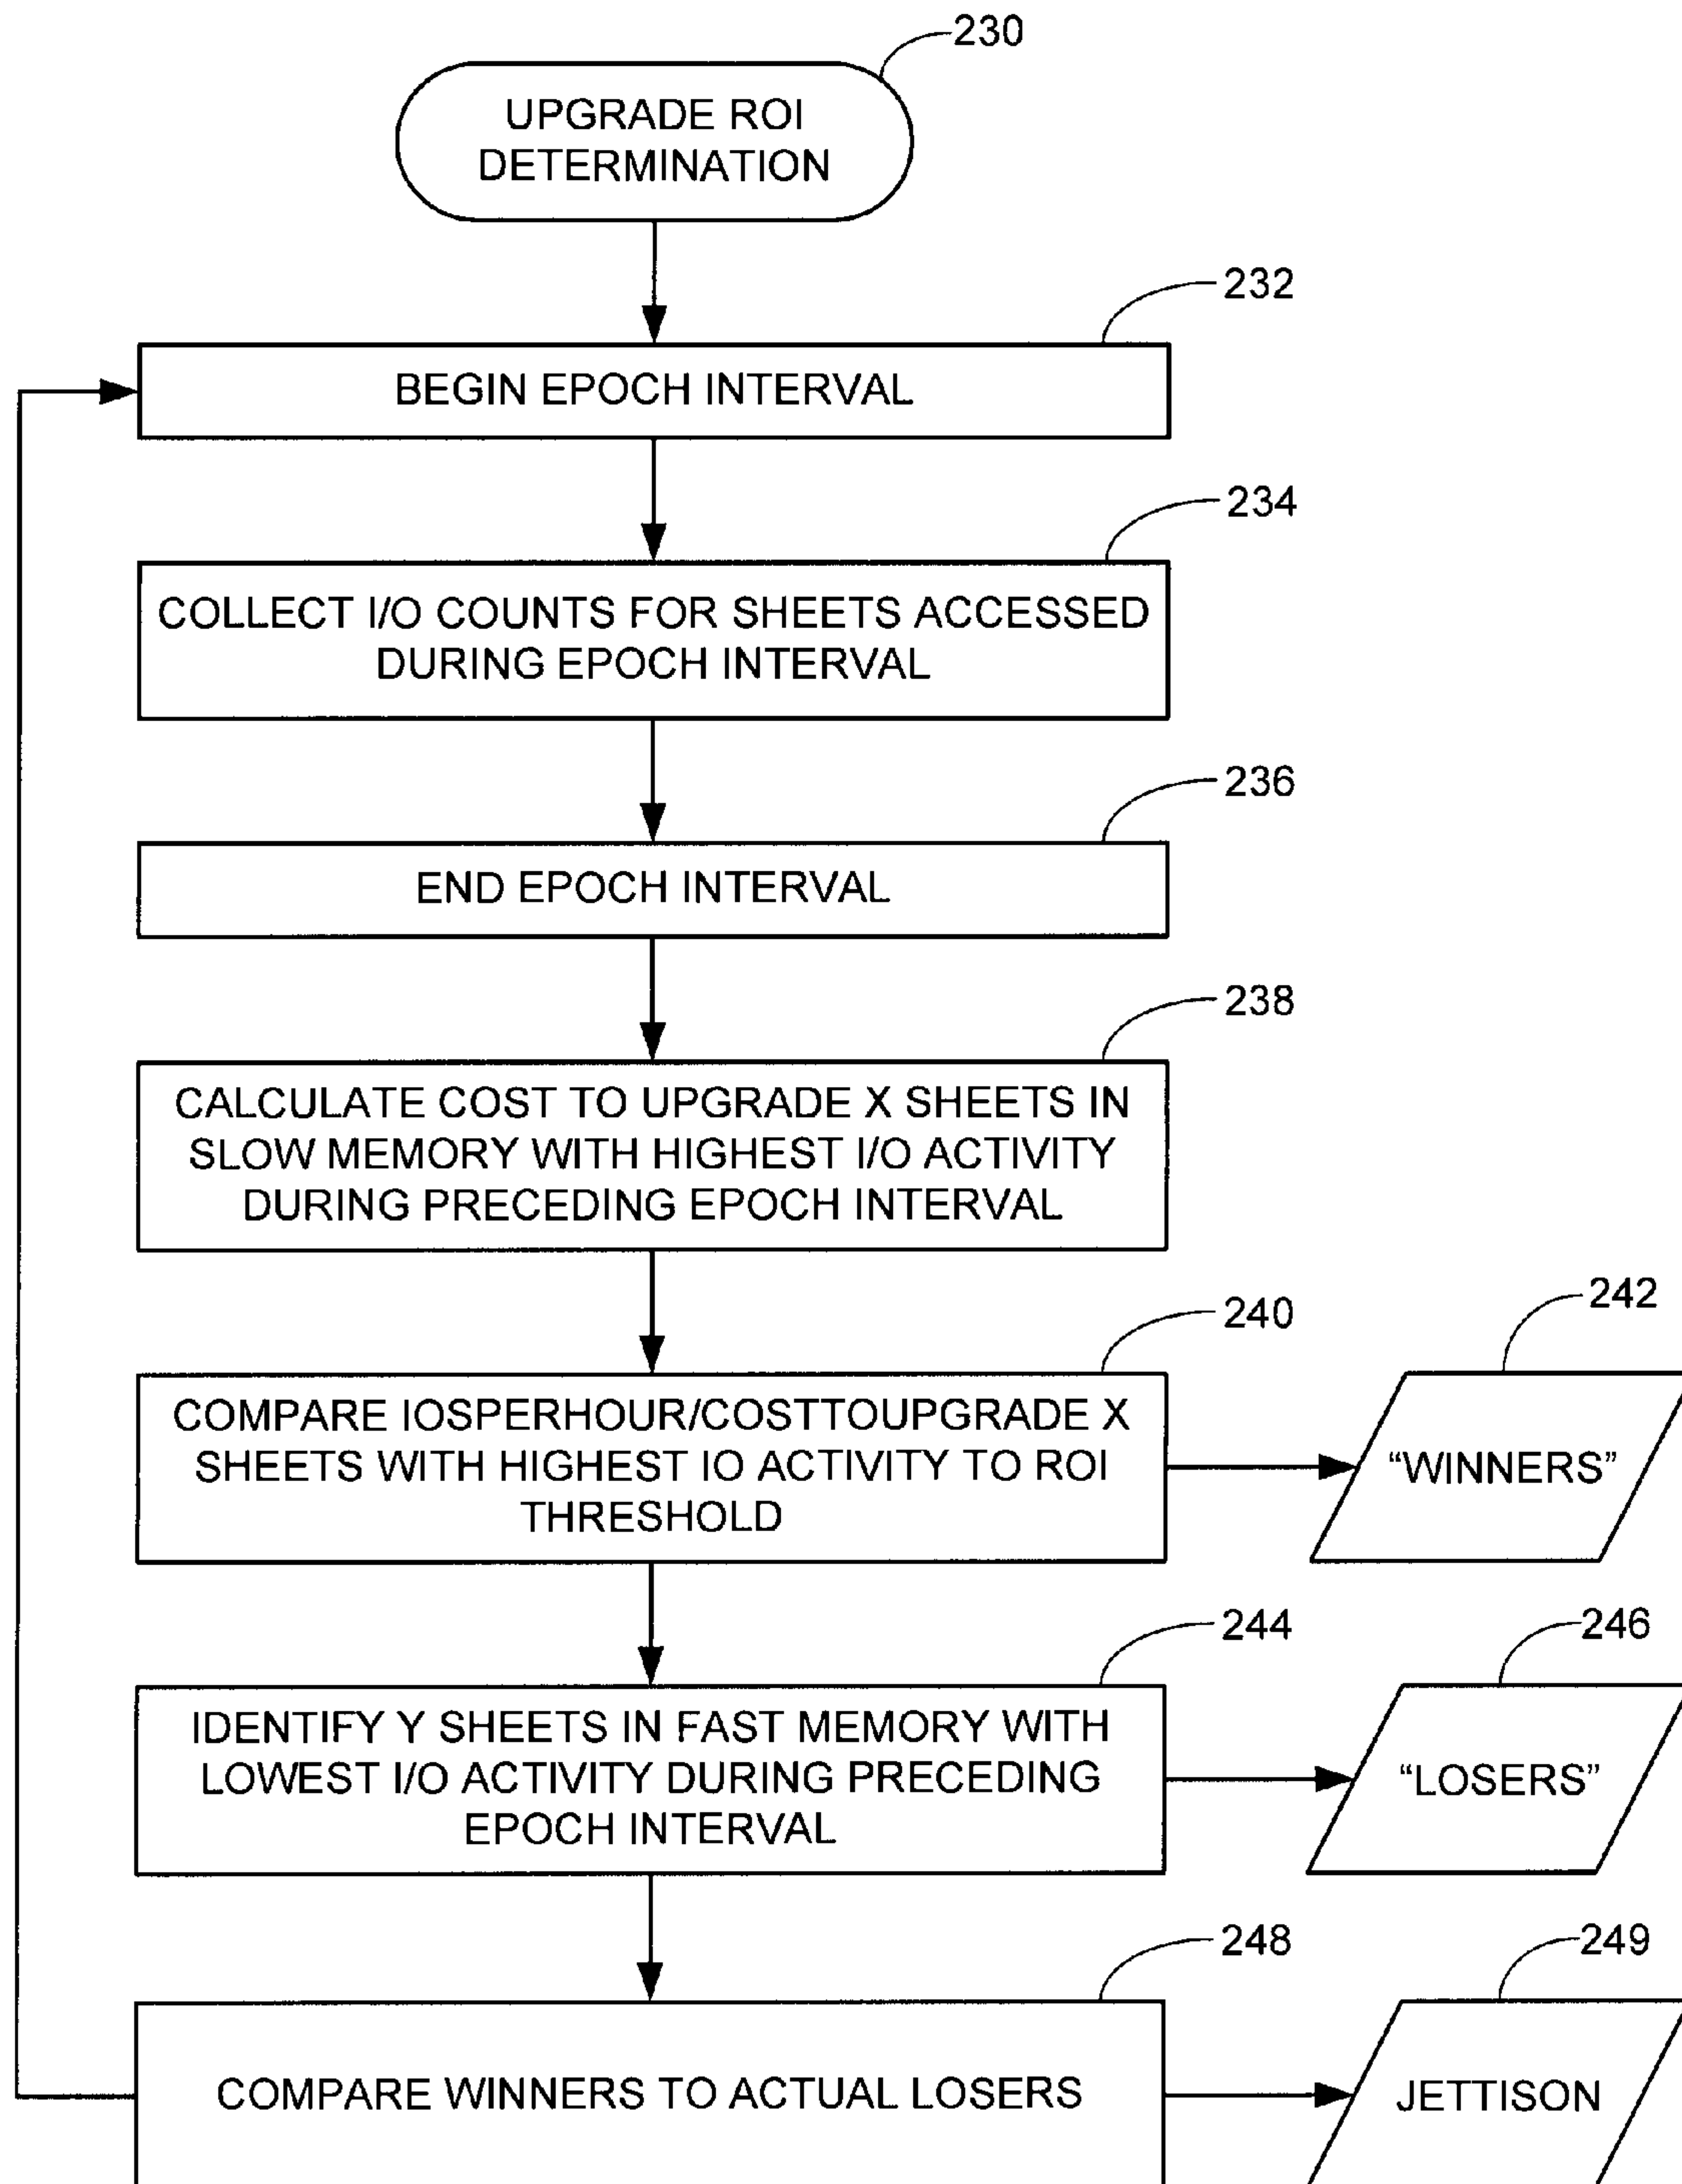 230
UPGRADE ROI
DETERMINATION
232
BEGIN EPOCH INTERVAL
234
COLLECT I/O COUNTS FOR SHEETS ACCESSED
DURING EPOCH INTERVAL
236
END EPOCH INTERVAL
238
CALCULATE COST TO UPGRADE X SHEETS IN
SLOW MEMORY WITH HIGHEST I/O ACTIVITY
DURING PRECEDING EPOCH INTERVAL
240
242
COMPARE IOSPERHOUR/COSTTOUPGRADE X
SHEETS WITH HIGHEST IO ACTIVITY TO ROI
THRESHOLD
“WINNERS”
244
246
IDENTIFY Y SHEETS IN FAST MEMORY WITH
LOWEST I/O ACTIVITY DURING PRECEDING
EPOCH INTERVAL
“LOSERS”
248
249
COMPARE WINNERS TO ACTUAL LOSERS
JETTISON